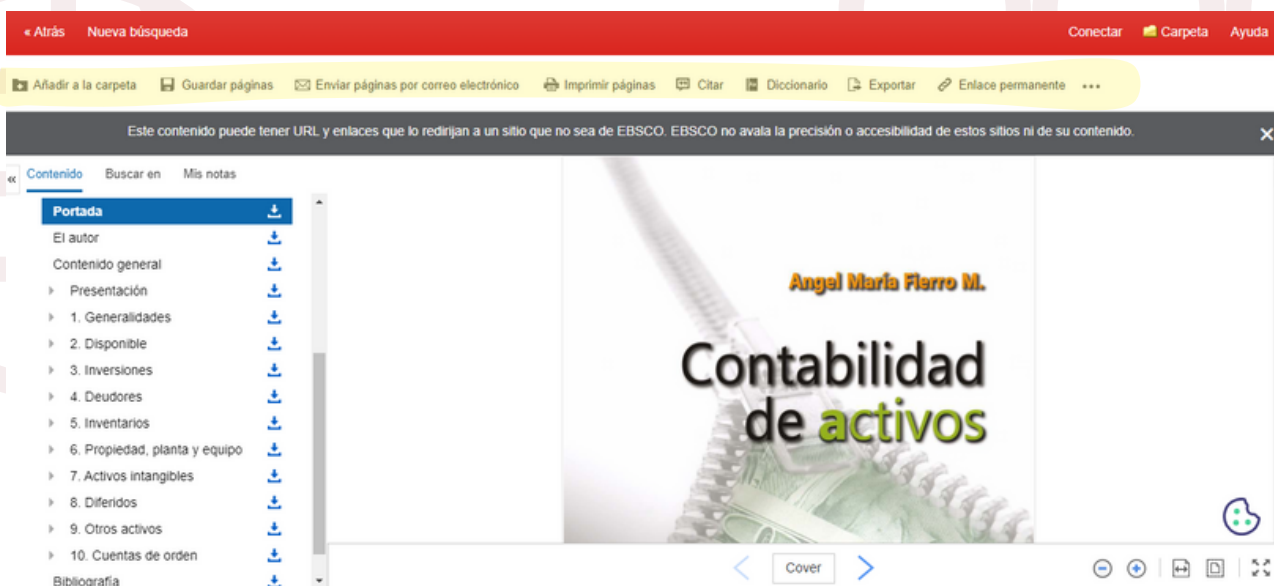 « Atrás Nueva búsqueda Conectar Carpeta Ayuda
Añadir a la carpeta Guardar páginas Enviar páginas por correo electrónico Imprimir páginas Citar Diccionario Exportar Enlace permanente •••
Este contenido puede tener URL y enlaces que lo redirijan a un sitio que no sea de EBSCO. EBSCO no avala la precisión o accesibilidad de estos sitios ni de su contenido.
« Contenido Buscar en Mis notas
Portada
El autor
Contenido general
Presentación
1. Generalidades
2. Disponible
3. Inversiones
4. Deudores
5. Inventarios
6. Propiedad, planta y equipo
7. Activos intangibles
8. Diferidos
9. Otros activos
10. Cuentas de orden
Bibliografía
Angel María Fierro M.
Contabilidad
de activos
Cover